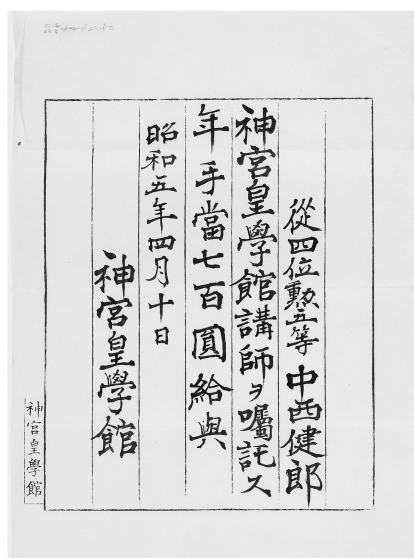 從四位勲五等 中西健郎
神宮皇學館講師ヲ囑託ス
年手當七百圓給與
昭和五年四月十日
神宮皇學館
神宮皇學館